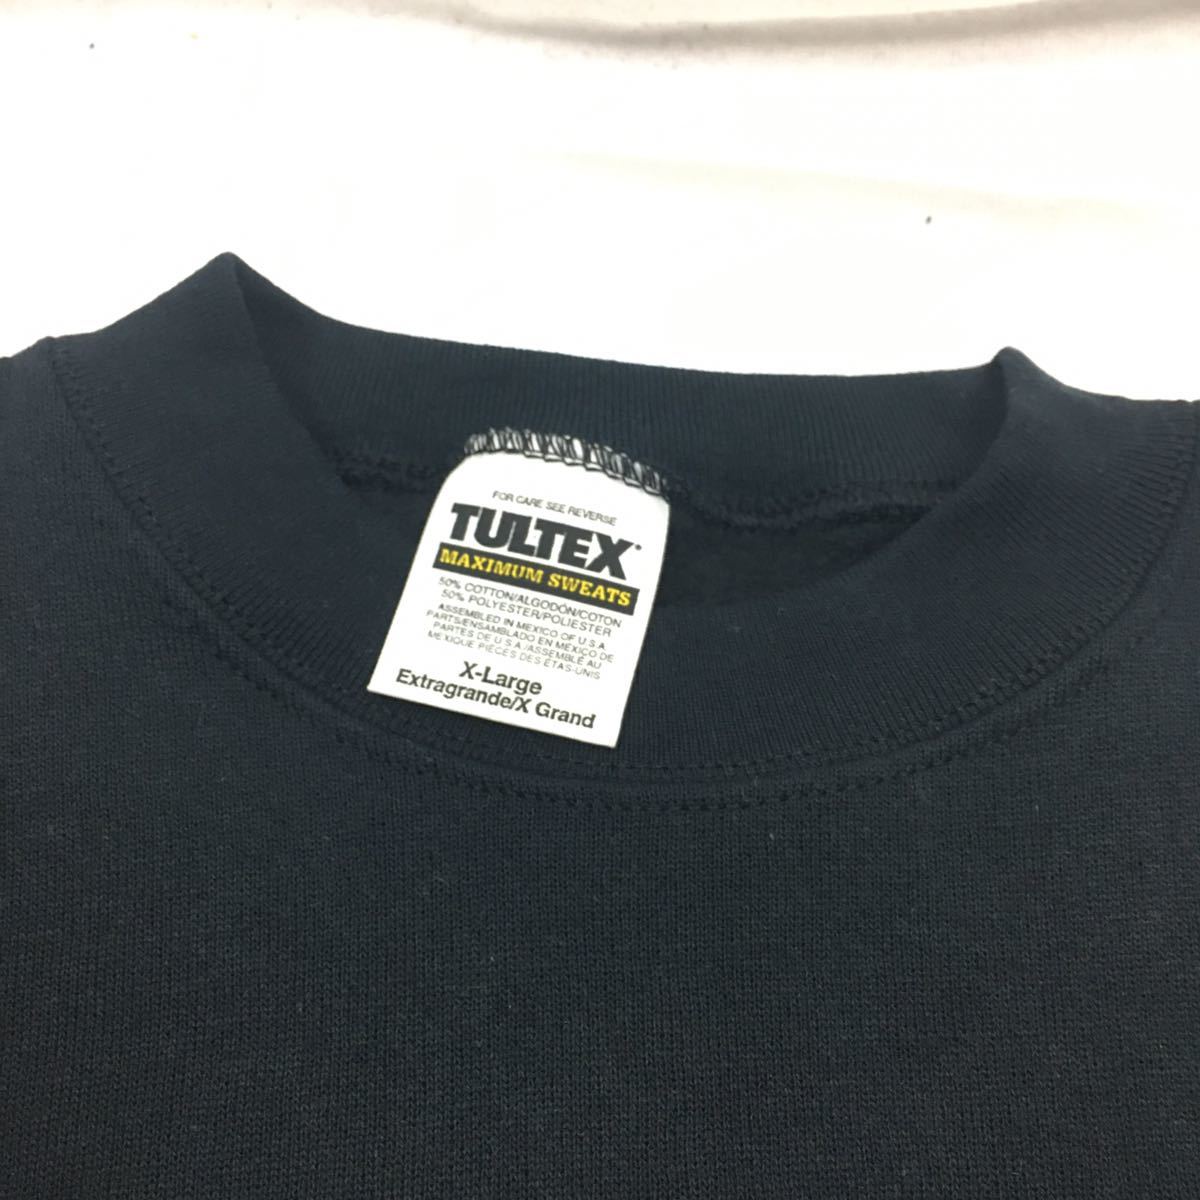 FOR CARE SEE REVERSE
TULTEX
MAXIMUM SWEATS
50% COTTON/ALGODÓN/COTON
50% POLYESTER/POLIESTER
ASSEMBLED IN MEXICO OF U.S.A
PARTS/ENSAMBLADO EN MEXICO DE
PARTES DE U.S.A./ASSEMBLÉ AU
MEXIQUE PIÈCES DES ÉTAS-UNIS
X-Large
Extragrande/X Grand